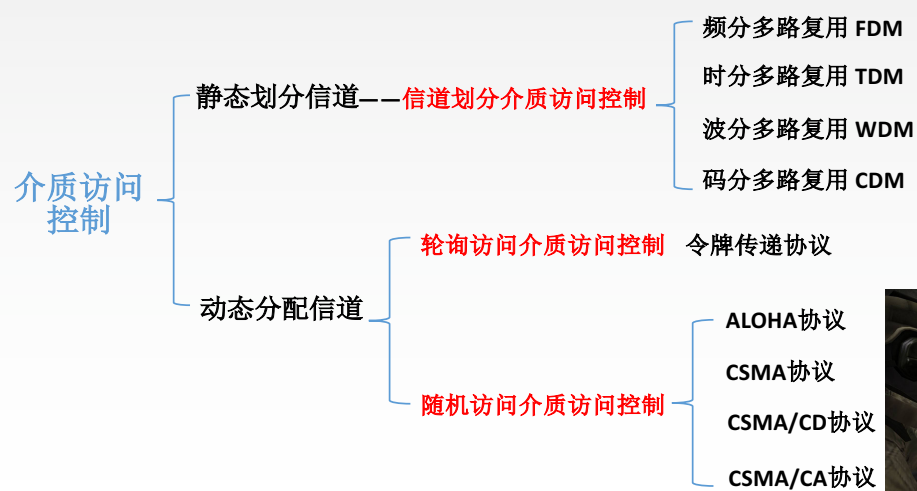 频分多路复用 FDM
时分多路复用 TDM
静态划分信道——信道划分介质访问控制
波分多路复用 WDM
码分多路复用 CDM
介质访问
控制
轮询访问介质访问控制 令牌传递协议
动态分配信道
ALOHA协议
CSMA协议
随机访问介质访问控制
CSMA/CD协议
CSMA/CA协议